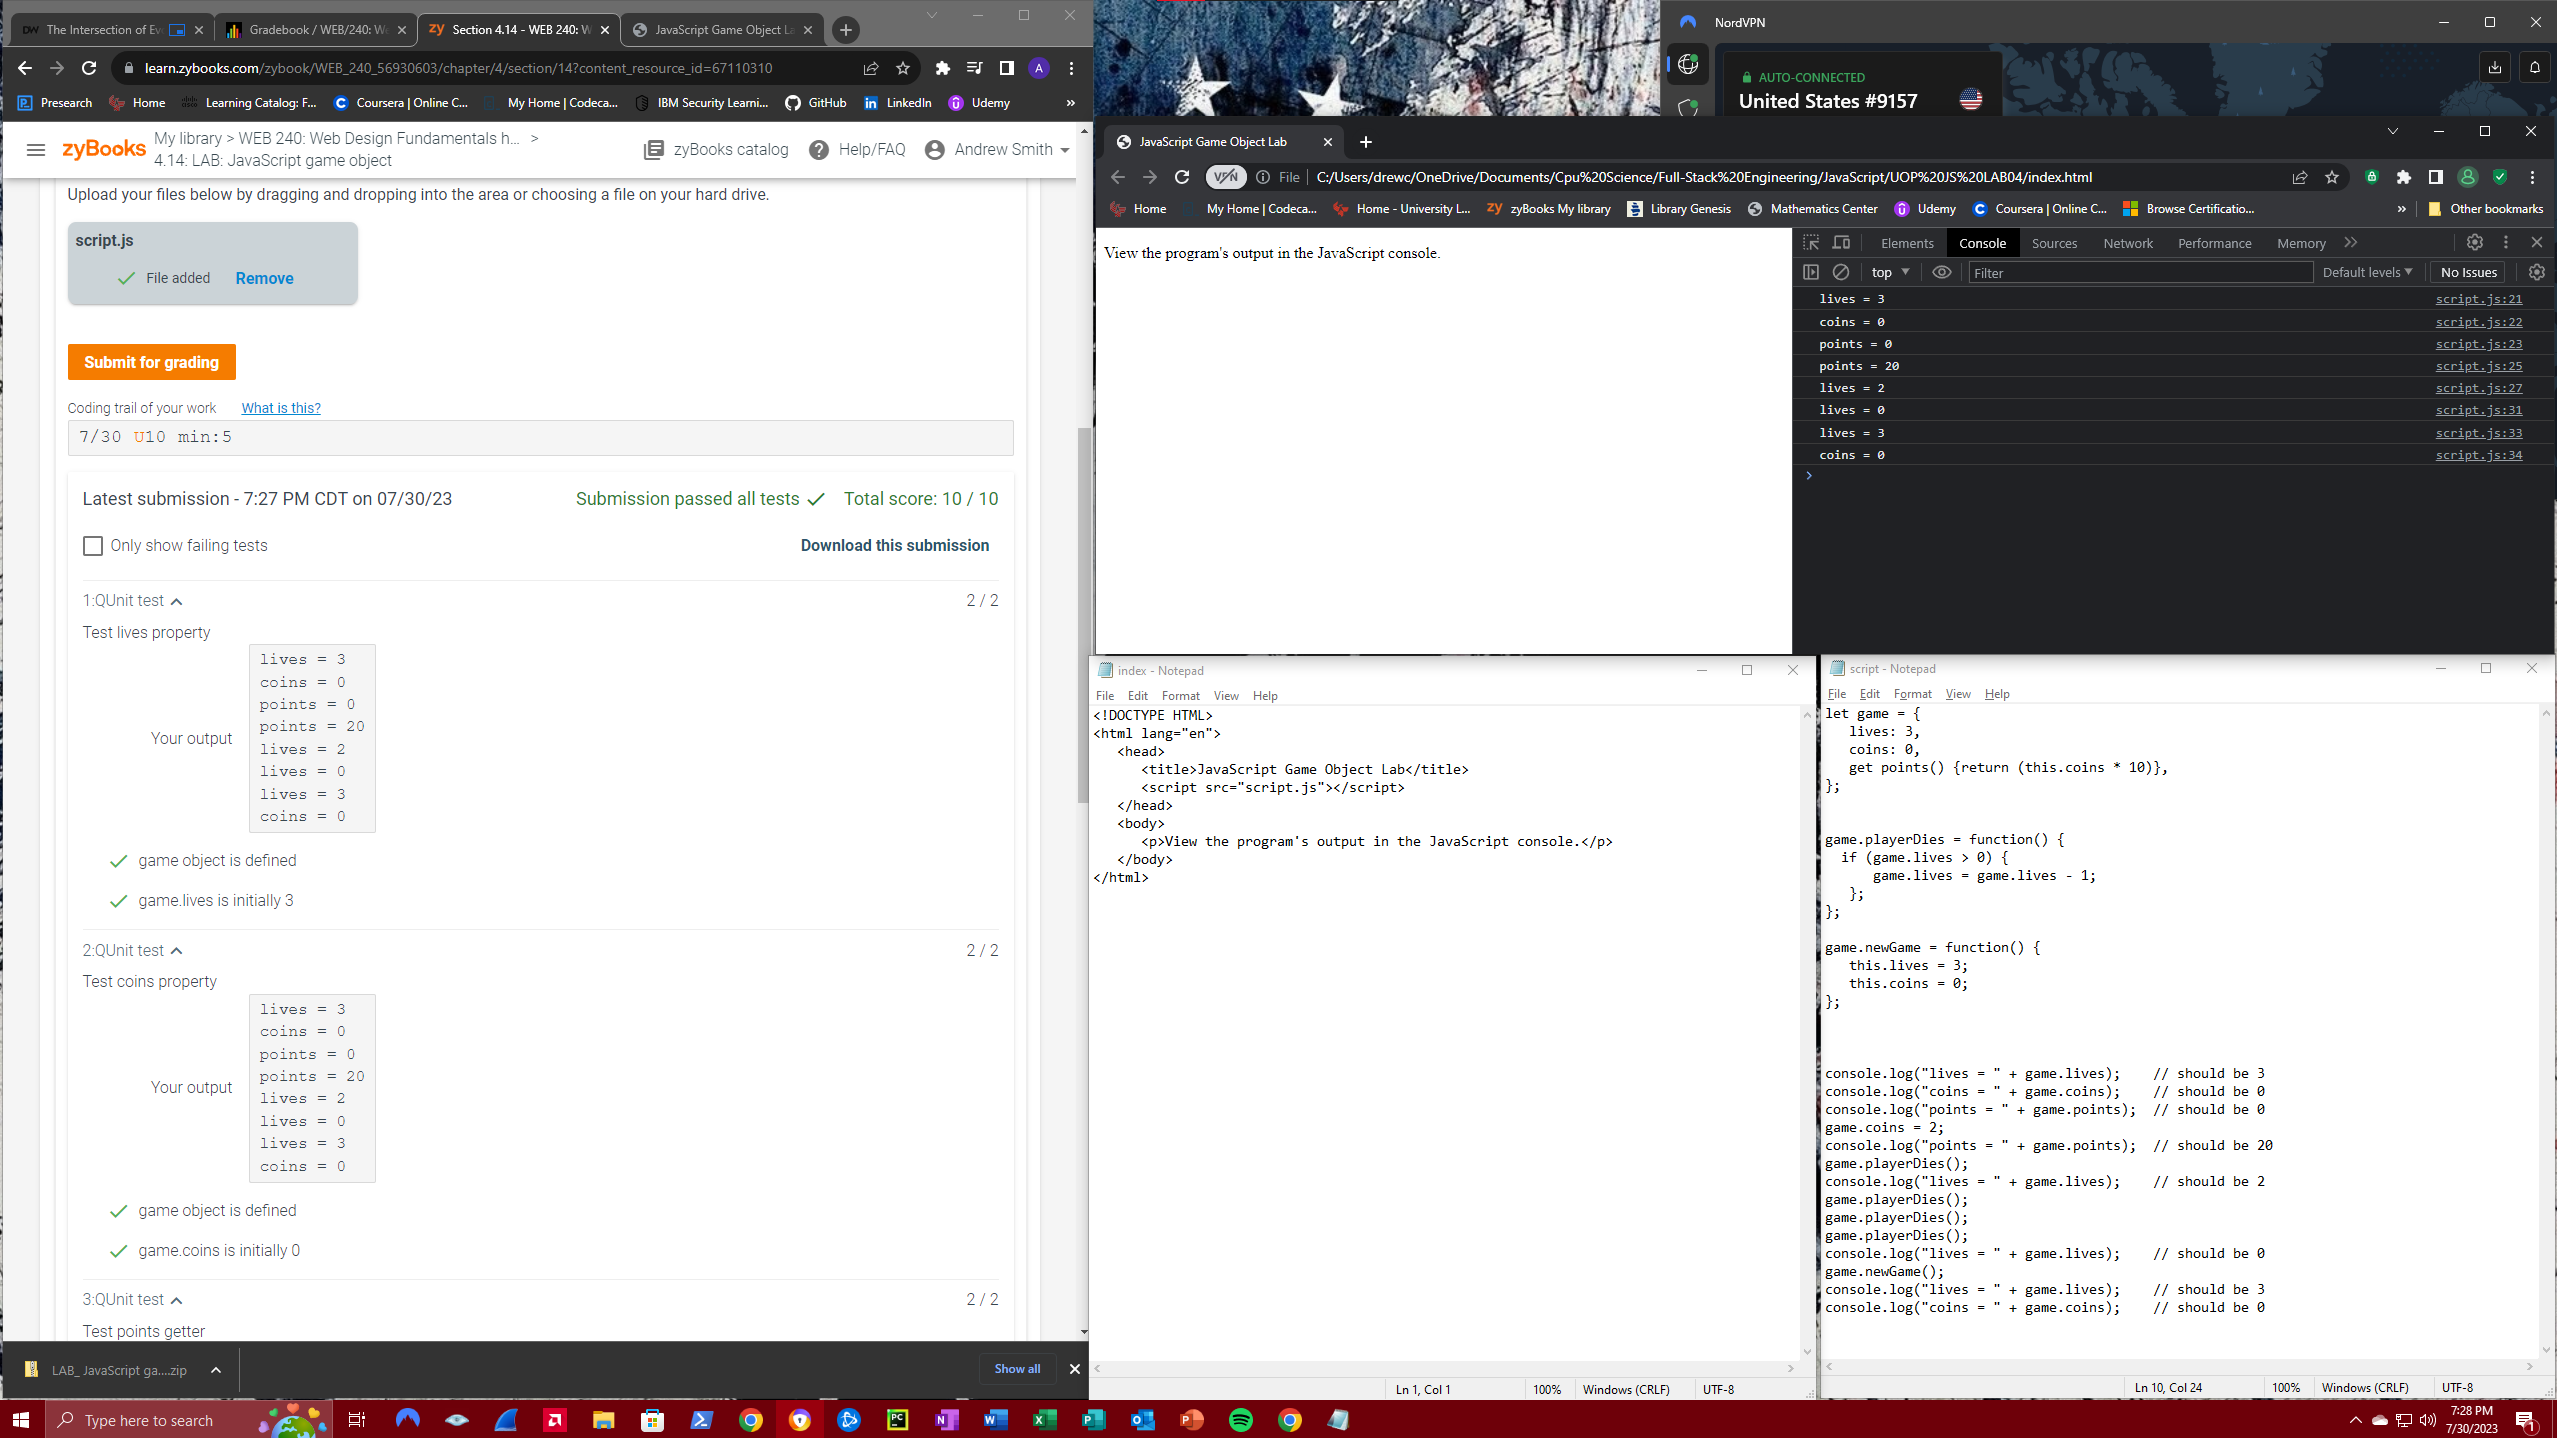 The Intersection of Ev
Gradebook / WEB/240: W
zy Section 4.14 - WEB 240: W
JavaScript Game Object La
learn.zybooks.com/zybook/WEB_240_56930603/chapter/4/section/14?content_resource_id=67110310
A
Presearch
Home
Learning Catalog: F...
Coursera | Online C...
My Home | Codeca...
IBM Security Learni...
GitHub
LinkedIn
Udemy
»
zyBooks
My library > WEB 240: Web Design Fundamentals h... >
4.14: LAB: JavaScript game object
zyBooks catalog
Help/FAQ
Andrew Smith
Upload your files below by dragging and dropping into the area or choosing a file on your hard drive.
script.js
File added
Remove
Submit for grading
Coding trail of your work
What is this?
7/30 U10 min:5
Latest submission - 7:27 PM CDT on 07/30/23
Submission passed all tests
Total score: 10 / 10
Only show failing tests
Download this submission
1:QUnit test
2 / 2
Test lives property
Your output
lives = 3
coins = 0
points = 0
points = 20
lives = 2
lives = 0
lives = 3
coins = 0
game object is defined
game.lives is initially 3
2:QUnit test
2 / 2
Test coins property
Your output
lives = 3
coins = 0
points = 0
points = 20
lives = 2
lives = 0
lives = 3
coins = 0
game object is defined
game.coins is initially 0
3:QUnit test
2 / 2
Test points getter
LAB_ JavaScript ga....zip
Show all
NordVPN
AUTO-CONNECTED
United States #9157
JavaScript Game Object Lab
VPN
File
C:/Users/drewc/OneDrive/Documents/Cpu%20Science/Full-Stack%20Engineering/JavaScript/UOP%20JS%20LAB04/index.html
Home
My Home | Codeca...
Home - University L...
zy zyBooks My library
Library Genesis
Mathematics Center
Udemy
Coursera | Online C...
Browse Certificatio...
»
Other bookmarks
View the program's output in the JavaScript console.
Elements
Console
Sources
Network
Performance
Memory
top
Filter
Default levels
No Issues
lives = 3 script.js:21
coins = 0 script.js:22
points = 0 script.js:23
points = 20 script.js:25
lives = 2 script.js:27
lives = 0 script.js:31
lives = 3 script.js:33
coins = 0 script.js:34
index - Notepad
File Edit Format View Help
<!DOCTYPE HTML>
<html lang="en">
<head>
<title>JavaScript Game Object Lab</title>
<script src="script.js"></script>
</head>
<body>
<p>View the program's output in the JavaScript console.</p>
</body>
</html>
Ln 1, Col 1
100%
Windows (CRLF)
UTF-8
script - Notepad
File Edit Format View Help
let game = {
lives: 3,
coins: 0,
get points() {return (this.coins * 10)},
};
game.playerDies = function() {
if (game.lives > 0) {
game.lives = game.lives - 1;
};
};
game.newGame = function() {
this.lives = 3;
this.coins = 0;
};
console.log("lives = " + game.lives); // should be 3
console.log("coins = " + game.coins); // should be 0
console.log("points = " + game.points); // should be 0
game.coins = 2;
console.log("points = " + game.points); // should be 20
game.playerDies();
console.log("lives = " + game.lives); // should be 2
game.playerDies();
game.playerDies();
game.playerDies();
console.log("lives = " + game.lives); // should be 0
game.newGame();
console.log("lives = " + game.lives); // should be 3
console.log("coins = " + game.coins); // should be 0
Ln 10, Col 24
100%
Windows (CRLF)
UTF-8
Type here to search
7:28 PM
7/30/2023
1